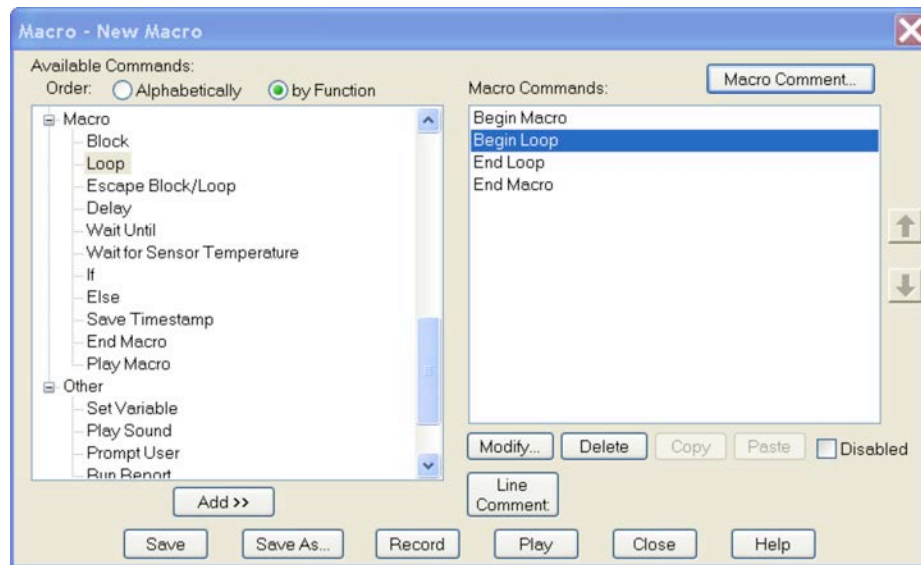 Macro - New Macro
Available Commands:
Order: Alphabetically by Function
Macro
Block
Loop
Escape Block/Loop
Delay
Wait Until
Wait for Sensor Temperature
If
Else
Save Timestamp
End Macro
Play Macro
Other
Set Variable
Play Sound
Prompt User
Run Report
Add >>
Macro Commands:
Macro Comment...
Begin Macro
Begin Loop
End Loop
End Macro
Modify...
Delete
Copy
Paste
Disabled
Line
Comment:
Save
Save As...
Record
Play
Close
Help